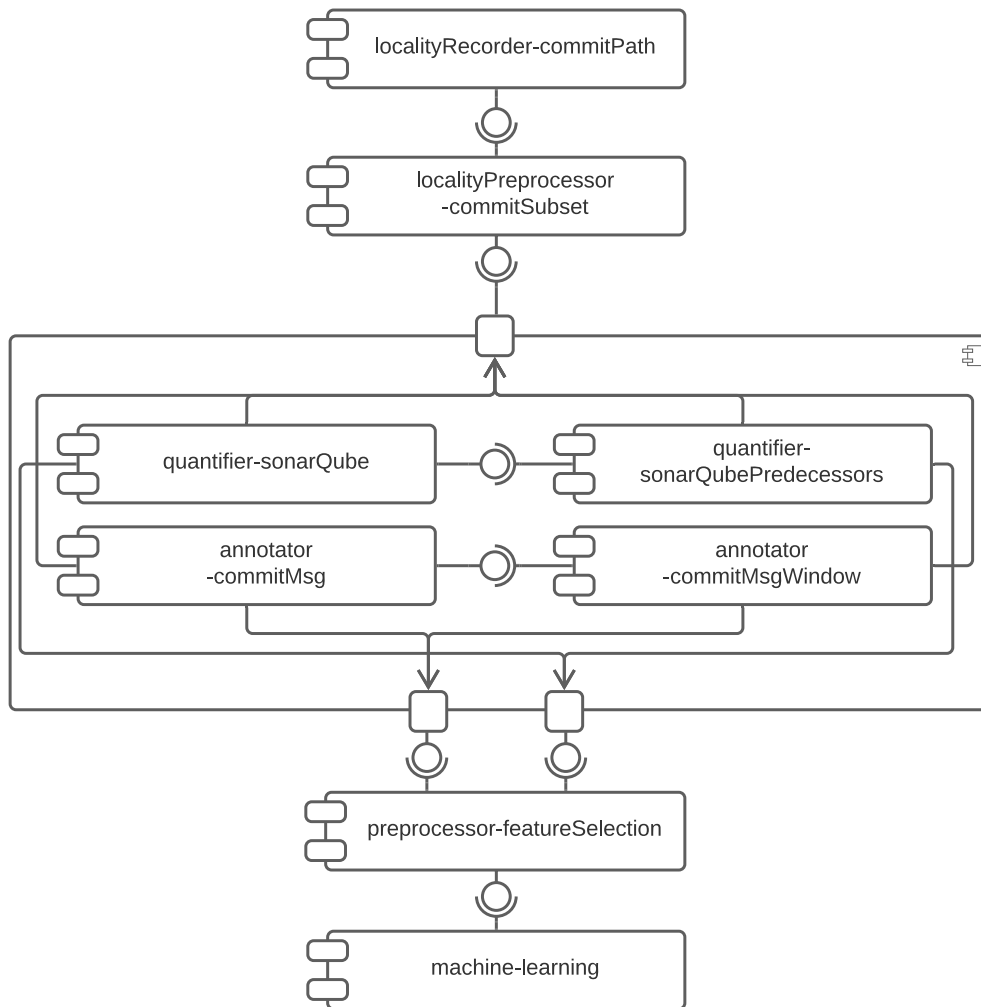 localityRecorder-commitPath
localityPreprocessor
-commitSubset
quantifier-sonarQube
quantifier-
sonarQubePredecessors
annotator
-commitMsg
annotator
-commitMsgWindow
preprocessor-featureSelection
machine-learning